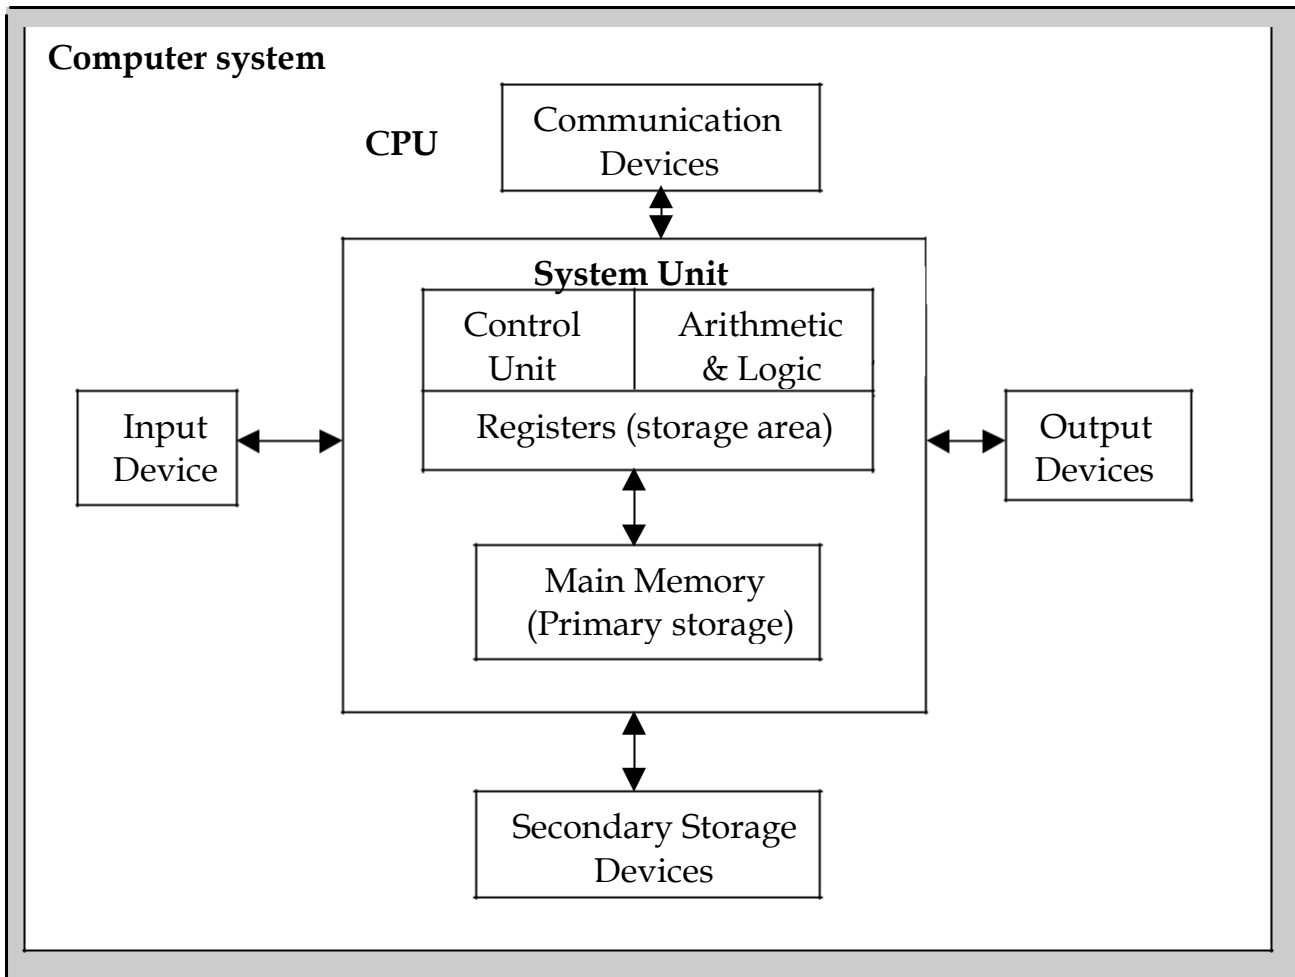 Computer system
CPU
Communication
Devices
System Unit
Control
Unit
Arithmetic
& Logic
Registers (storage area)
Input
Device
Output
Devices
Main Memory
(Primary storage)
Secondary Storage
Devices